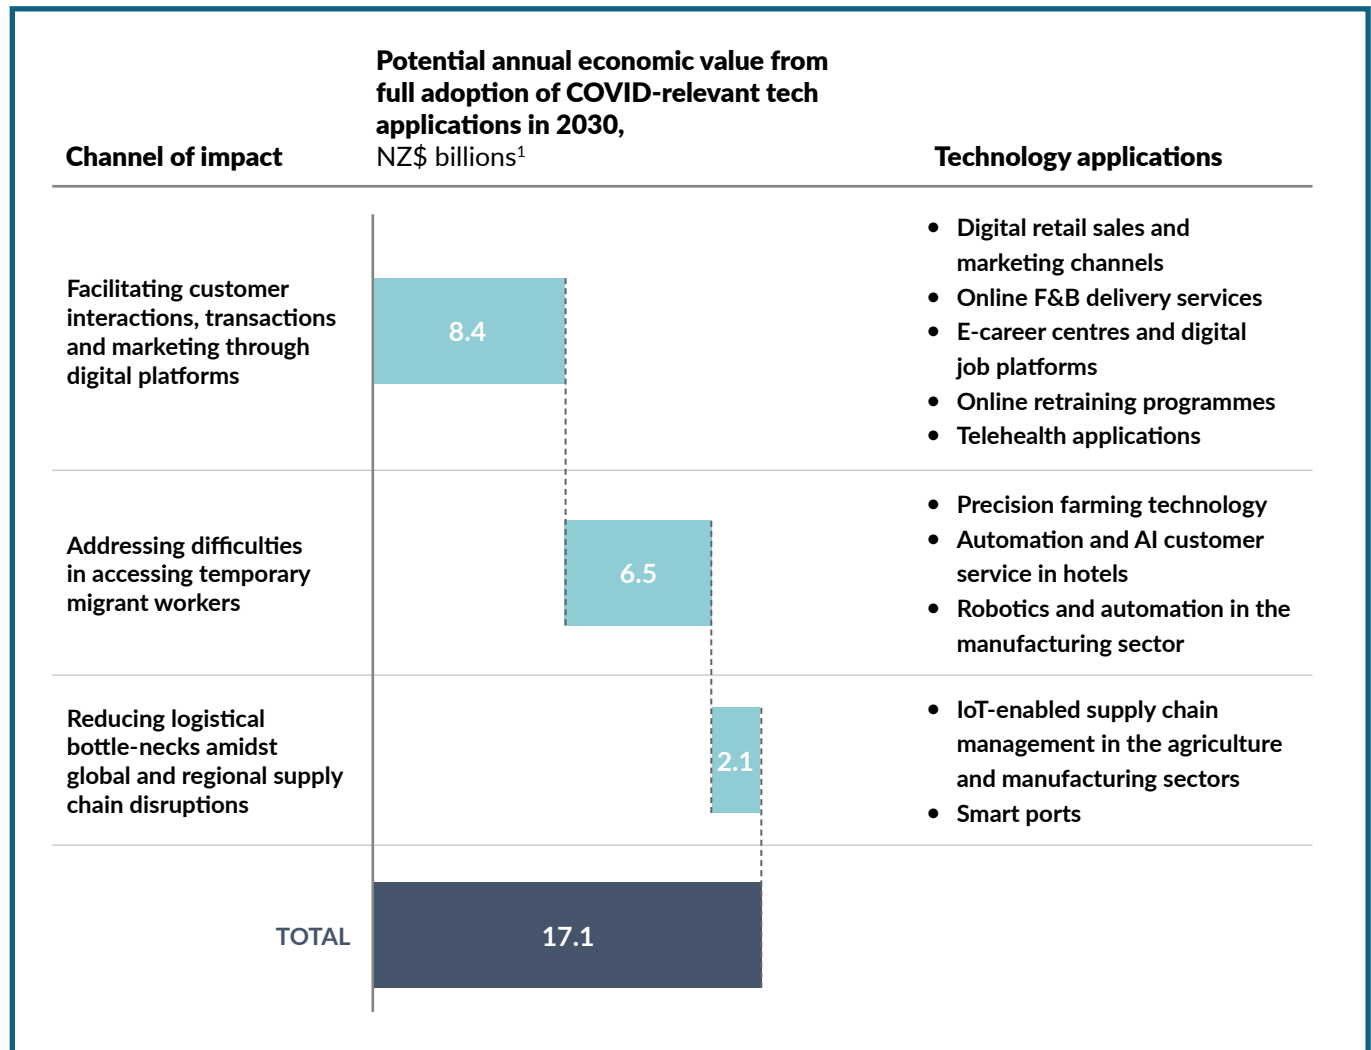 Potential annual economic value from
full adoption of COVID-relevant tech
applications in 2030,
Channel of impact
NZ$ billions¹
Technology applications
Facilitating customer
interactions, transactions
and marketing through
digital platforms
8.4
• Digital retail sales and
marketing channels
• Online F&B delivery services
• E-career centres and digital
job platforms
• Online retraining programmes
• Telehealth applications
Addressing difficulties
in accessing temporary
migrant workers
6.5
• Precision farming technology
• Automation and AI customer
service in hotels
• Robotics and automation in the
manufacturing sector
Reducing logistical
bottle-necks amidst
global and regional supply
chain disruptions
2.1
• IoT-enabled supply chain
management in the agriculture
and manufacturing sectors
• Smart ports
TOTAL
17.1